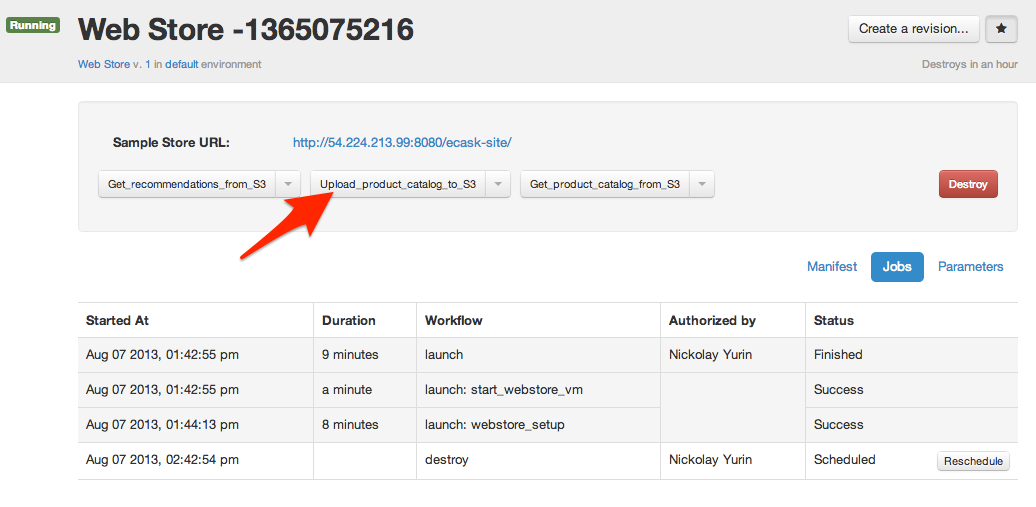 Running
Web Store -1365075216
Create a revision...
Web Store v. 1 in default environment
Destroys in an hour
Sample Store URL: http://54.224.213.99:8080/ecask-site/
Get_recommendations_from_S3 Upload_product_catalog_to_S3 Get_product_catalog_from_S3 Destroy
Manifest Jobs Parameters
Started At Duration Workflow Authorized by Status
Aug 07 2013, 01:42:55 pm 9 minutes launch Nickolay Yurin Finished
Aug 07 2013, 01:42:55 pm a minute launch: start_webstore_vm Success
Aug 07 2013, 01:44:13 pm 8 minutes launch: webstore_setup Success
Aug 07 2013, 02:42:54 pm destroy Nickolay Yurin Scheduled Reschedule